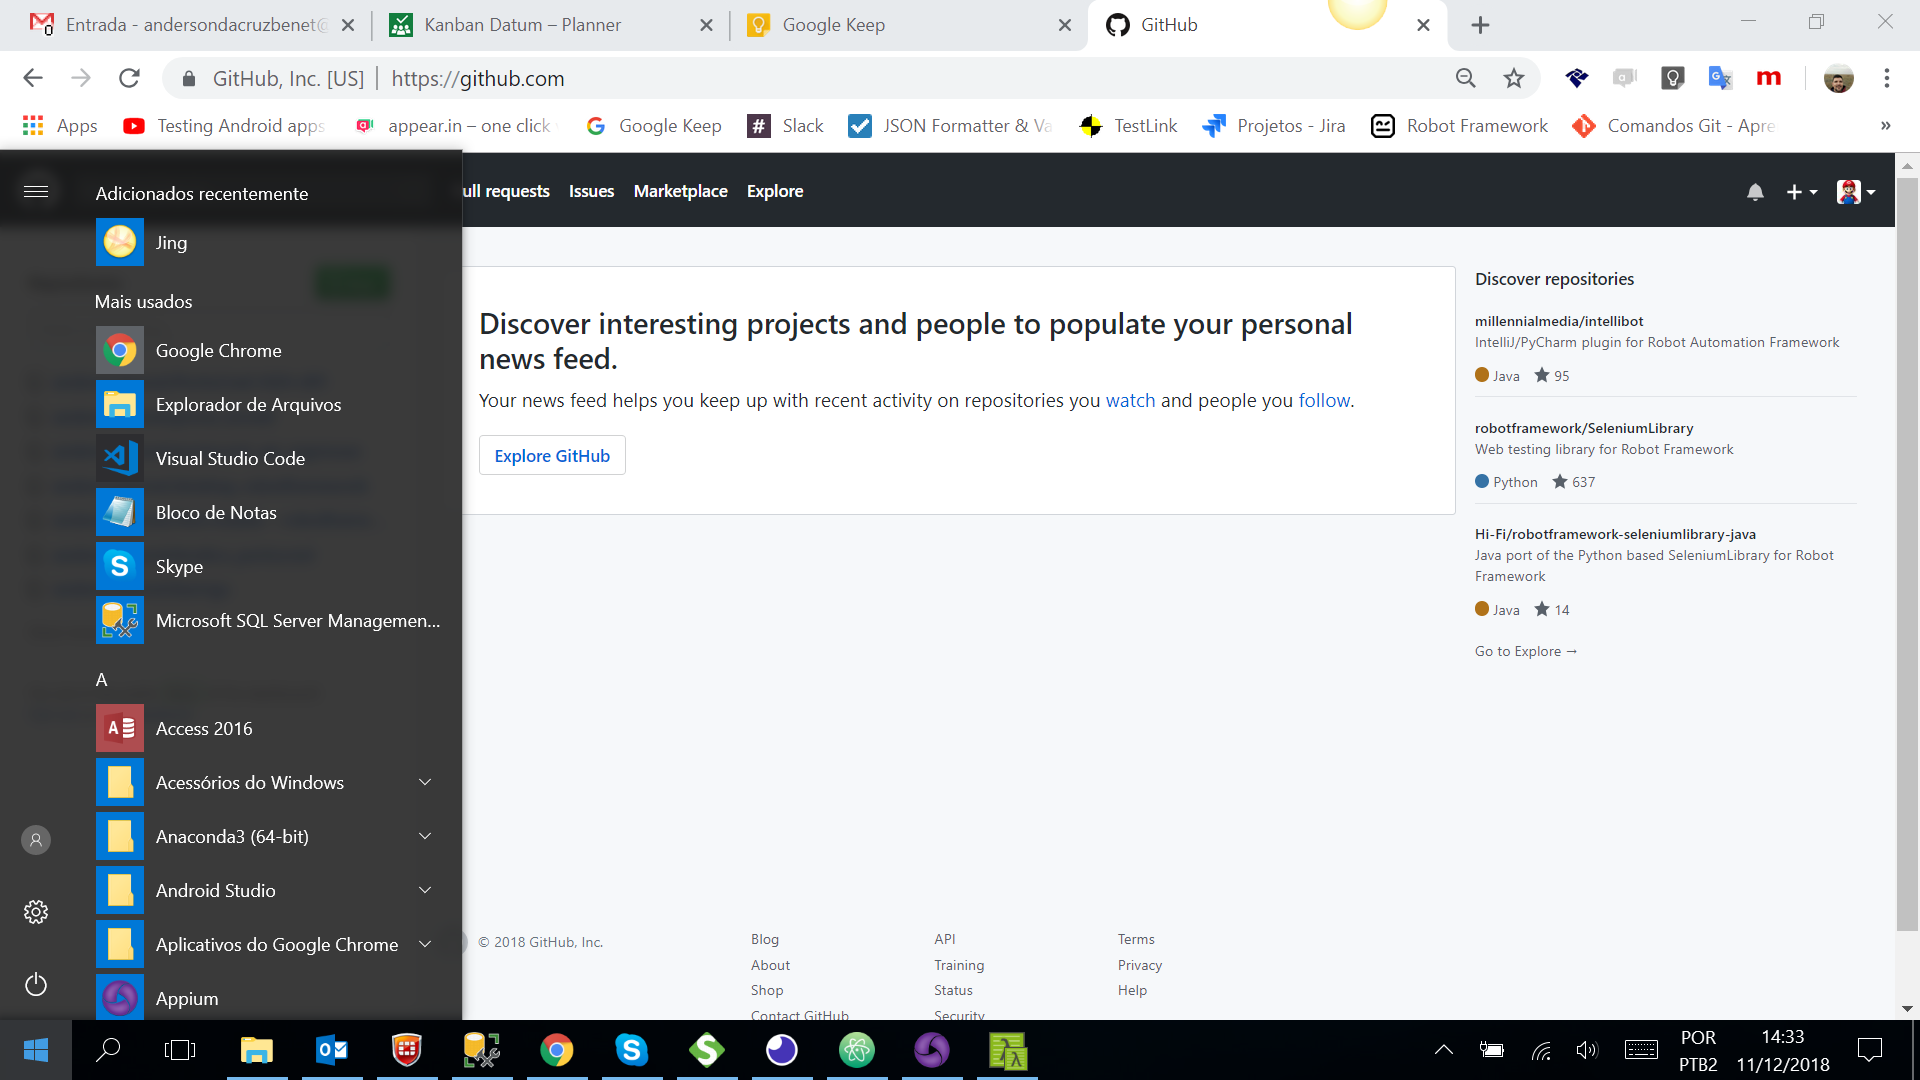 Entrada - andersondacruzbenet@
Kanban Datum – Planner
Google Keep
GitHub
GitHub, Inc. [US] | https://github.com
Apps
Testing Android apps
appear.in – one click
Google Keep
Slack
JSON Formatter & Va
TestLink
Projetos - Jira
Robot Framework
Comandos Git - Apre
»
ull requests
Issues
Marketplace
Explore
Adicionados recentemente
Jing
Mais usados
Google Chrome
Explorador de Arquivos
Visual Studio Code
Bloco de Notas
Skype
Microsoft SQL Server Managemen...
A
Access 2016
Acessórios do Windows
Anaconda3 (64-bit)
Android Studio
Aplicativos do Google Chrome
Appium
Discover interesting projects and people to populate your personal
news feed.
Your news feed helps you keep up with recent activity on repositories you watch and people you follow.
Explore GitHub
Discover repositories
millennialmedia/intellibot
IntelliJ/PyCharm plugin for Robot Automation Framework
Java ★ 95
robotframework/SeleniumLibrary
Web testing library for Robot Framework
Python ★ 637
Hi-Fi/robotframework-seleniumlibrary-java
Java port of the Python based SeleniumLibrary for Robot
Framework
Java ★ 14
Go to Explore →
© 2018 GitHub, Inc.
Blog
About
Shop
Contact GitHub
API
Training
Status
Security
Terms
Privacy
Help
POR
PTB2
14:33
11/12/2018